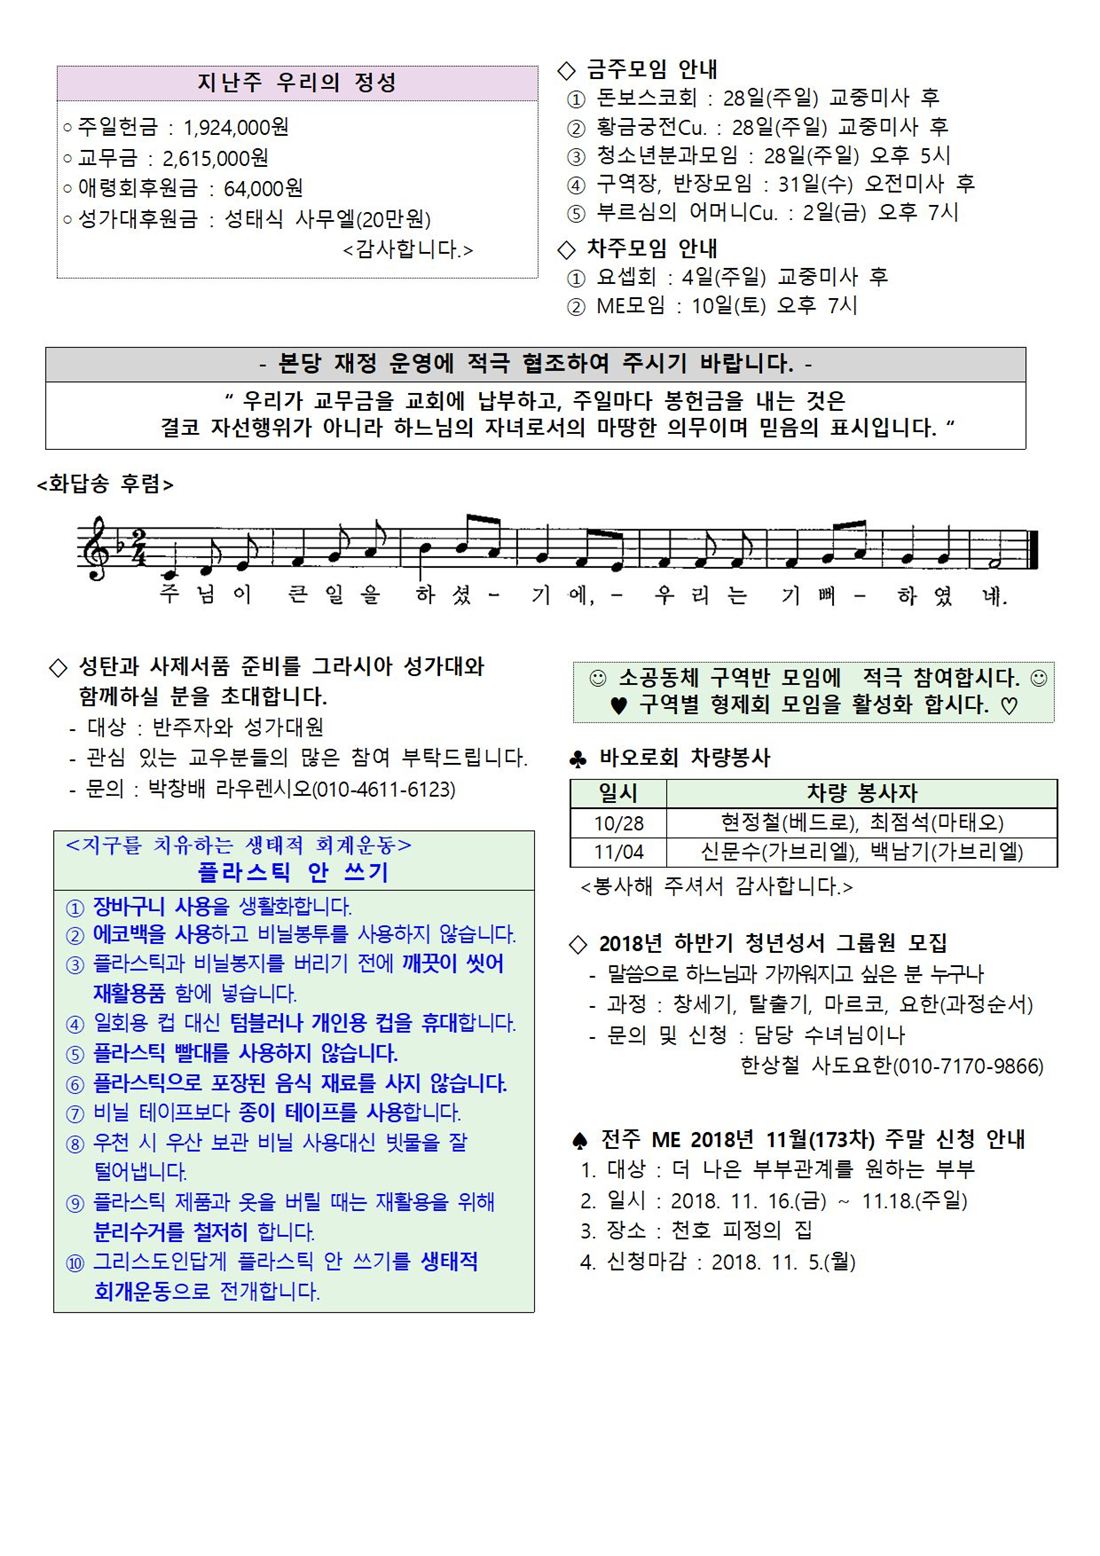 지난주 우리의 정성
○ 주일헌금 : 1,924,000원
○ 교무금 : 2,615,000원
○ 애령회후원금 : 64,000원
○ 성가대후원금 : 성태식 사무엘(20만원)
<감사합니다.>
◇ 금주모임 안내
① 돈보스코회 : 28일(주일) 교중미사 후
② 황금궁전Cu. : 28일(주일) 교중미사 후
③ 청소년분과모임 : 28일(주일) 오후 5시
④ 구역장, 반장모임 : 31일(수) 오전미사 후
⑤ 부르심의 어머니Cu. : 2일(금) 오후 7시
◇ 차주모임 안내
① 요셉회 : 4일(주일) 교중미사 후
② ME모임 : 10일(토) 오후 7시
- 본당 재정 운영에 적극 협조하여 주시기 바랍니다. -
“ 우리가 교무금을 교회에 납부하고, 주일마다 봉헌금을 내는 것은
결코 자선행위가 아니라 하느님의 자녀로서의 마땅한 의무이며 믿음의 표시입니다. “
<화답송 후렴>
2 4
주 님 이 큰 일 을 하 셨 - 기 에, - 우 리 는 기 뻐 - 하 였 네.
◇ 성탄과 사제서품 준비를 그라시아 성가대와
함께하실 분을 초대합니다.
- 대상 : 반주자와 성가대원
- 관심 있는 교우분들의 많은 참여 부탁드립니다.
- 문의 : 박창배 라우렌시오(010-4611-6123)
<지구를 치유하는 생태적 회계운동>
플라스틱 안 쓰기
① 장바구니 사용을 생활화합니다.
② 에코백을 사용하고 비닐봉투를 사용하지 않습니다.
③ 플라스틱과 비닐봉지를 버리기 전에 깨끗이 씻어
재활용품 함에 넣습니다.
④ 일회용 컵 대신 텀블러나 개인용 컵을 휴대합니다.
⑤ 플라스틱 빨대를 사용하지 않습니다.
⑥ 플라스틱으로 포장된 음식 재료를 사지 않습니다.
⑦ 비닐 테이프보다 종이 테이프를 사용합니다.
⑧ 우천 시 우산 보관 비닐 사용대신 빗물을 잘
털어냅니다.
⑨ 플라스틱 제품과 옷을 버릴 때는 재활용을 위해
분리수거를 철저히 합니다.
⑩ 그리스도인답게 플라스틱 안 쓰기를 생태적
회개운동으로 전개합니다.
☺ 소공동체 구역반 모임에 적극 참여합시다. ☺
♥ 구역별 형제회 모임을 활성화 합시다. ♡
♣ 바오로회 차량봉사
일시 차량 봉사자
10/28 현정철(베드로), 최점석(마태오)
11/04 신문수(가브리엘), 백남기(가브리엘)
<봉사해 주셔서 감사합니다.>
◇ 2018년 하반기 청년성서 그룹원 모집
- 말씀으로 하느님과 가까워지고 싶은 분 누구나
- 과정 : 창세기, 탈출기, 마르코, 요한(과정순서)
- 문의 및 신청 : 담당 수녀님이나
한상철 사도요한(010-7170-9866)
♠ 전주 ME 2018년 11월(173차) 주말 신청 안내
1. 대상 : 더 나은 부부관계를 원하는 부부
2. 일시 : 2018. 11. 16.(금) ~ 11.18.(주일)
3. 장소 : 천호 피정의 집
4. 신청마감 : 2018. 11. 5.(월)